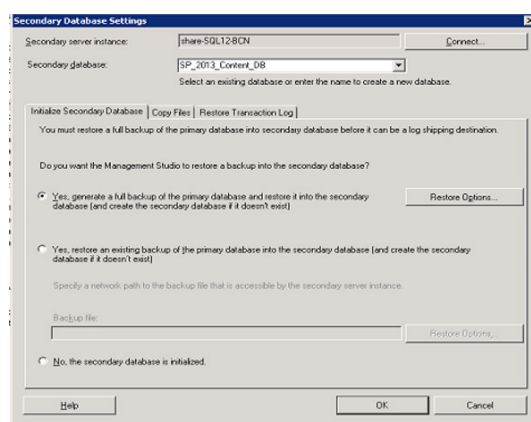 Secondary Database Settings
Secondary server instance:
share-SQL12-BCN
Connect...
Secondary database:
SP_2013_Content_DB
Select an existing database or enter the name to create a new database.
Initialize Secondary Database
Copy Files
Restore Transaction Log
You must restore a full backup of the primary database into secondary database before it can be a log shipping destination.
Do you want the Management Studio to restore a backup into the secondary database?
Yes, generate a full backup of the primary database and restore it into the secondary
database (and create the secondary database if it doesn't exist)
Restore Options...
Yes, restore an existing backup of the primary database into the secondary database (and create the secondary
database if it doesn't exist)
Specify a network path to the backup file that is accessible by the secondary server instance.
Backup file:
Restore Options...
No, the secondary database is initialized.
Help
OK
Cancel